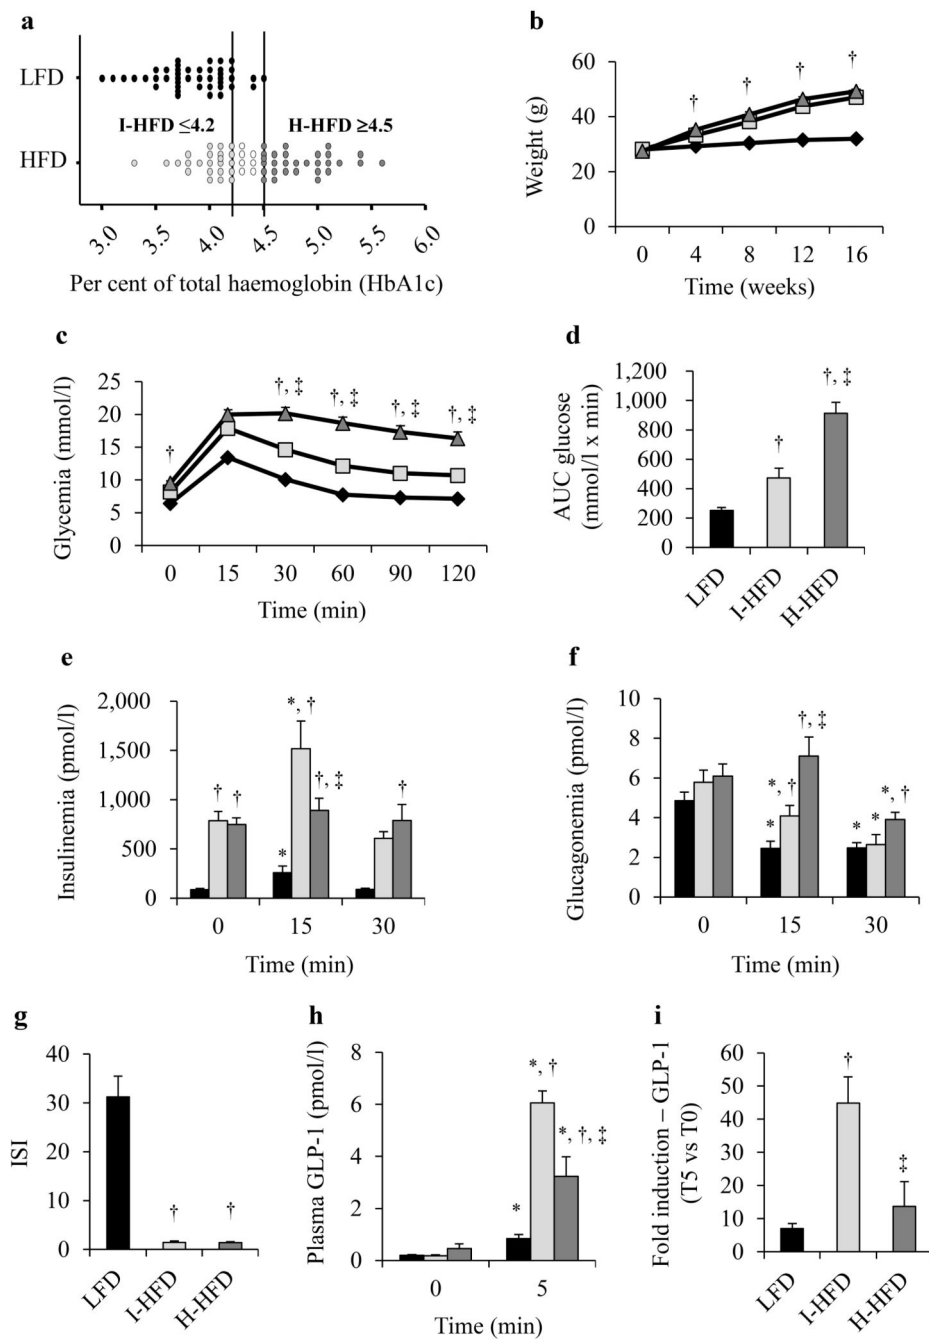 a
LFD
I-HFD ≤4.2
H-HFD ≥4.5
HFD
3.0 3.5 4.0 4.5 5.0 5.5 6.0
Per cent of total haemoglobin (HbA1c)
b
Weight (g)
60
40
20
0
† † † †
0 4 8 12 16
Time (weeks)
c
Glycemia (mmol/l)
25
20
15
10
5
0
† †, ‡ †, ‡ †, ‡ †, ‡
0 15 30 60 90 120
Time (min)
d
AUC glucose
(mmol/l x min)
1,200
1,000
800
600
400
200
0
†
†, ‡
LFD I-HFD H-HFD
e
Insulinemia (pmol/l)
2,000
1,500
1,000
500
0
† †
* *, † †, ‡
†
0 15 30
Time (min)
f
Glucagonemia (pmol/l)
10
8
6
4
2
0
* *, † †, ‡
* * *, †
0 15 30
Time (min)
g
ISI
40
30
20
10
0
† †
LFD I-HFD H-HFD
h
Plasma GLP-1 (pmol/l)
8
6
4
2
0
* *, † *, †, ‡
0 5
Time (min)
i
Fold induction – GLP-1
(T5 vs T0)
60
50
40
30
20
10
0
†
‡
LFD I-HFD H-HFD